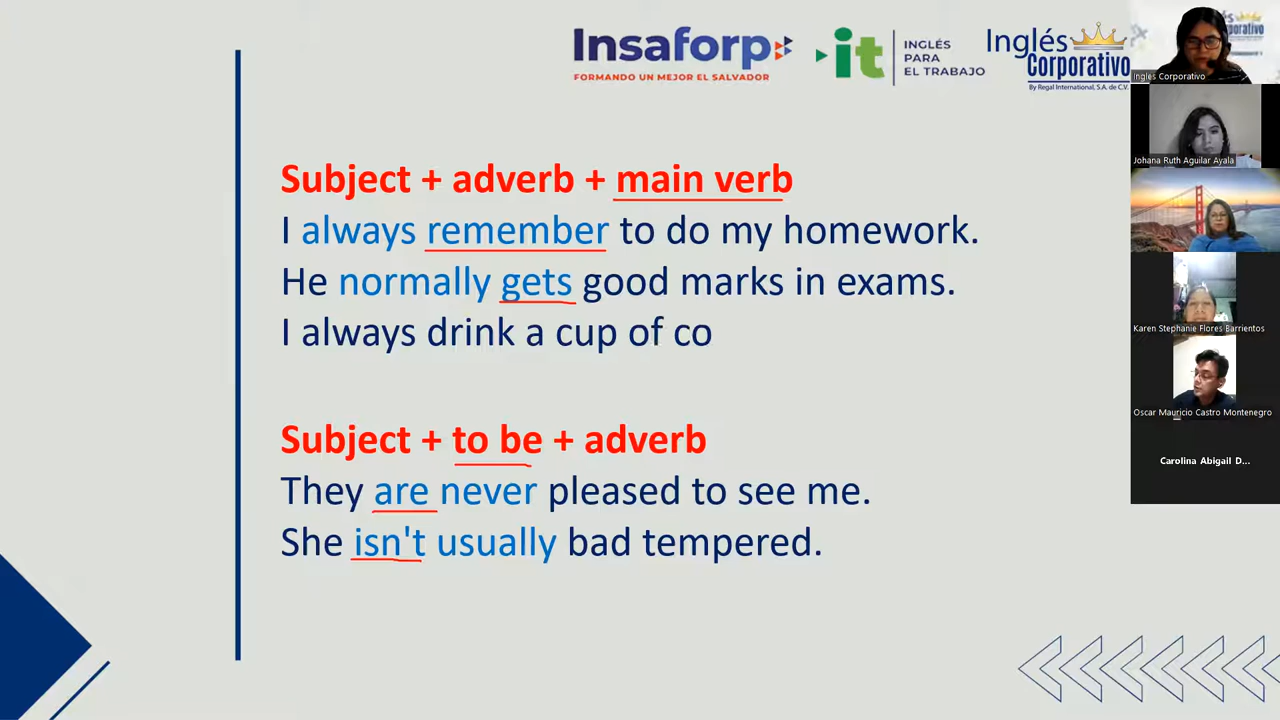 Insaforp
FORMANDO UN MEJOR EL SALVADOR
it
INGLÉS
PARA
EL TRABAJO
Inglés
Corporativo
By Regal International, S.A. de C.V.
Subject + adverb + main verb
I always remember to do my homework.
He normally gets good marks in exams.
I always drink a cup of co
Subject + to be + adverb
They are never pleased to see me.
She isn't usually bad tempered.
Inglés Corporativo
Johana Ruth Aguilar Ayala
Karen Stephanie Flores Barrientos
Oscar Mauricio Castro Montenegro
Carolina Abigail D...